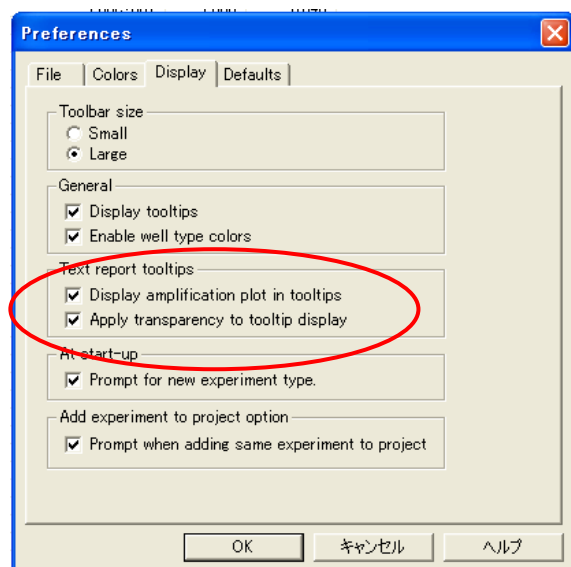 Preferences
File Colors Display Defaults
Toolbar size
Small
Large
General
Display tooltips
Enable well type colors
Text report tooltips
Display amplification plot in tooltips
Apply transparency to tooltip display
At start-up
Prompt for new experiment type.
Add experiment to project option
Prompt when adding same experiment to project
OK キャンセル ヘルプ